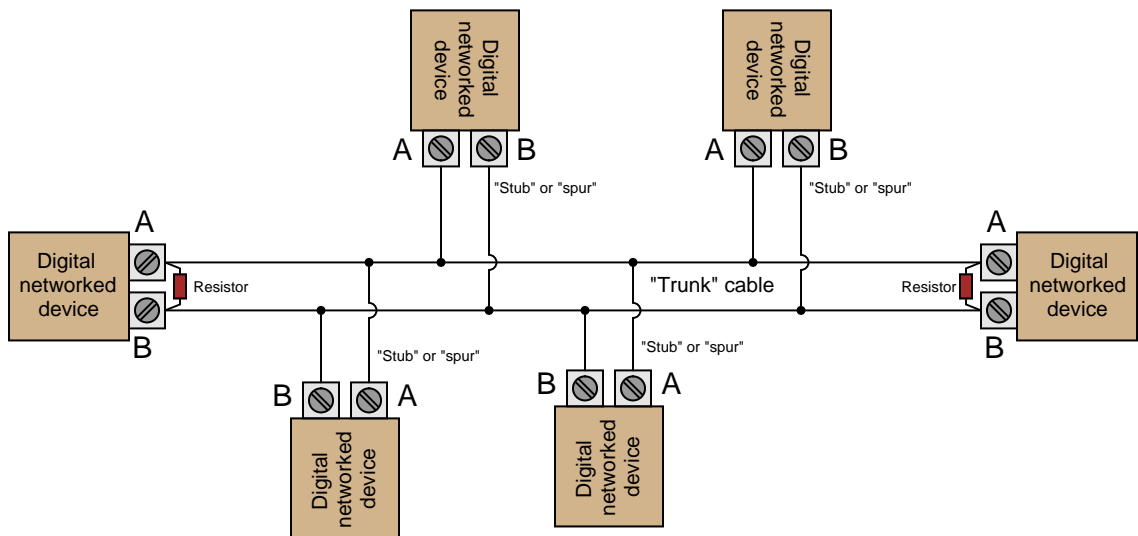 Digital
networked
device
Digital
networked
device
A
B
A
B
"Stub" or "spur"
"Stub" or "spur"
A
A
Digital
networked
device
Resistor
"Trunk" cable
Resistor
Digital
networked
device
B
B
"Stub" or "spur"
"Stub" or "spur"
B
A
B
A
Digital
networked
device
Digital
networked
device